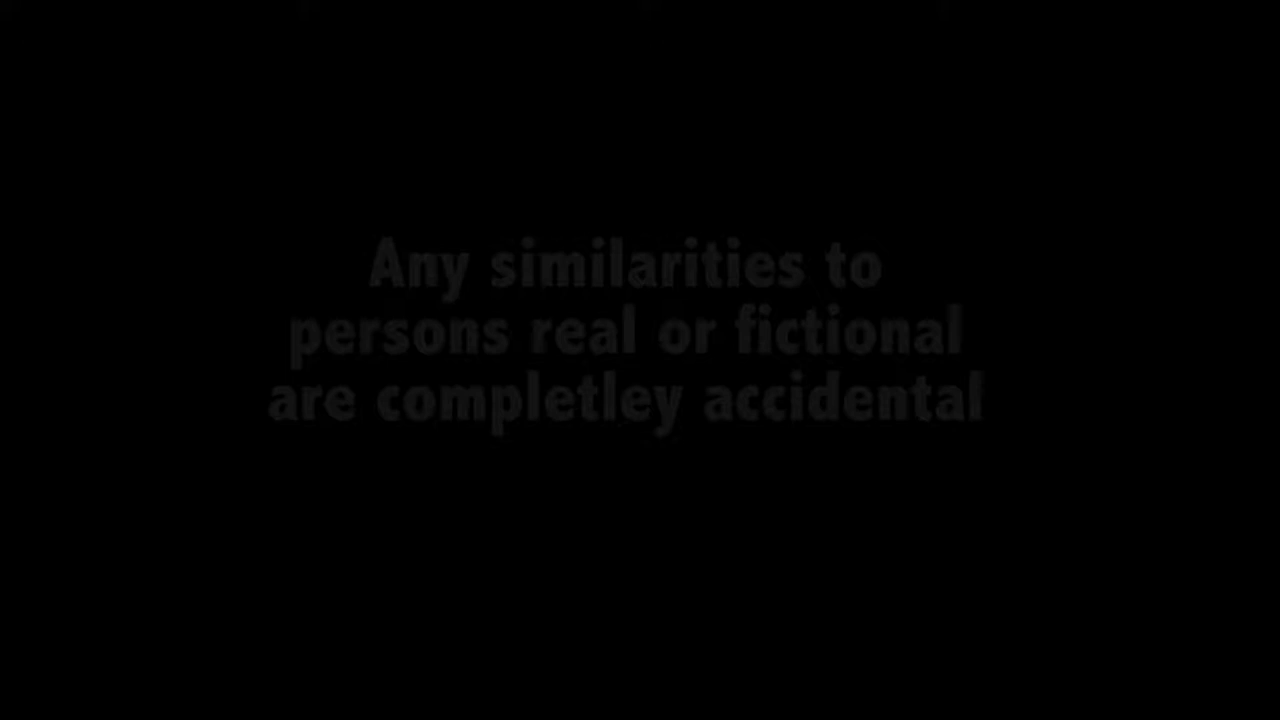 Any similarities to
persons real or fictional
are completley accidental